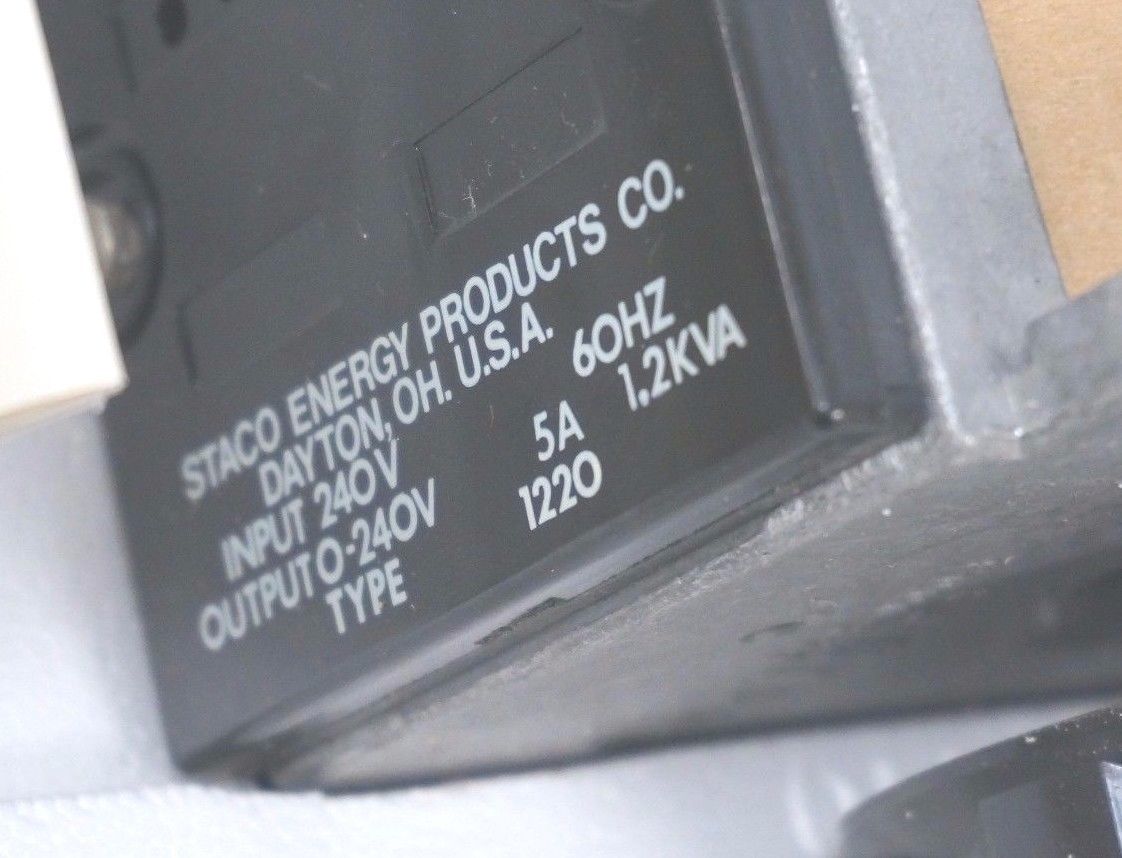 STACO ENERGY PRODUCTS CO.
DAYTON, OH. U.S.A.
INPUT 240V 60HZ
OUTPUT 0-240V 5A 1.2KVA
TYPE 1220